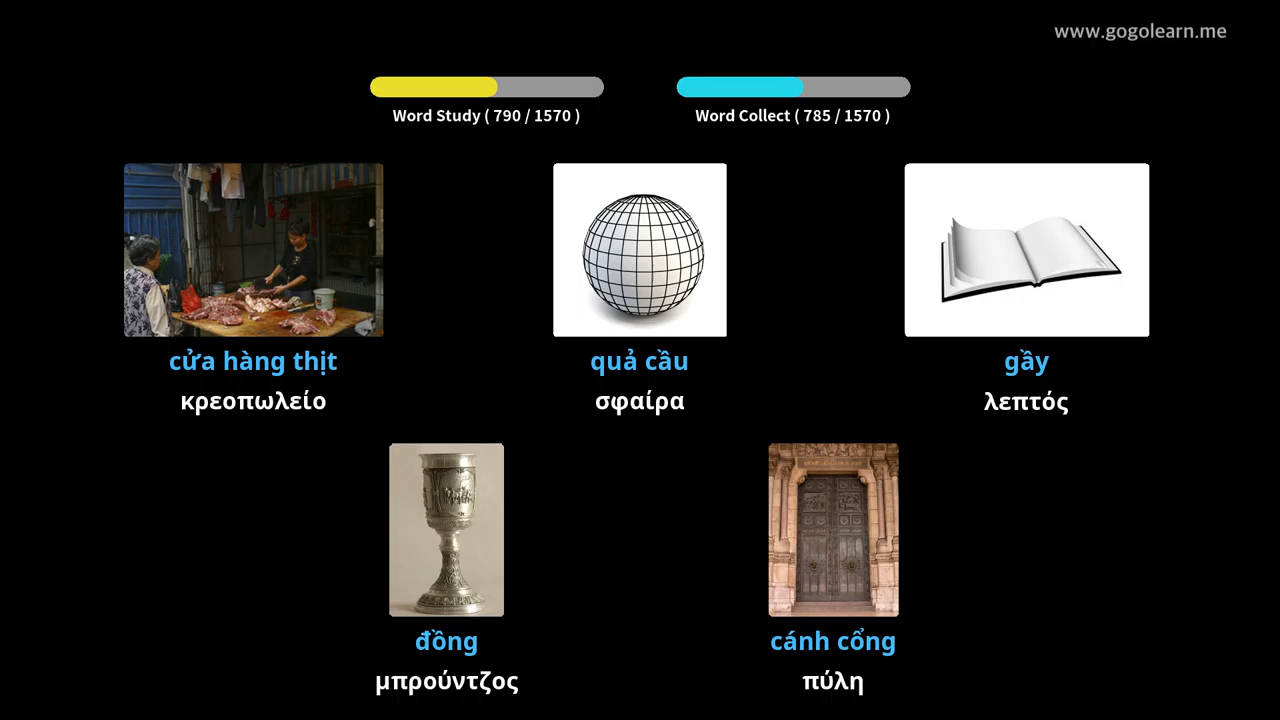 www.gogolearn.me
Word Study ( 790 / 1570 )
Word Collect ( 785 / 1570 )
cửa hàng thịt
κρεοπωλείο
quả cầu
σφαίρα
gầy
λεπτός
đồng
μπρούντζος
cánh cổng
πύλη